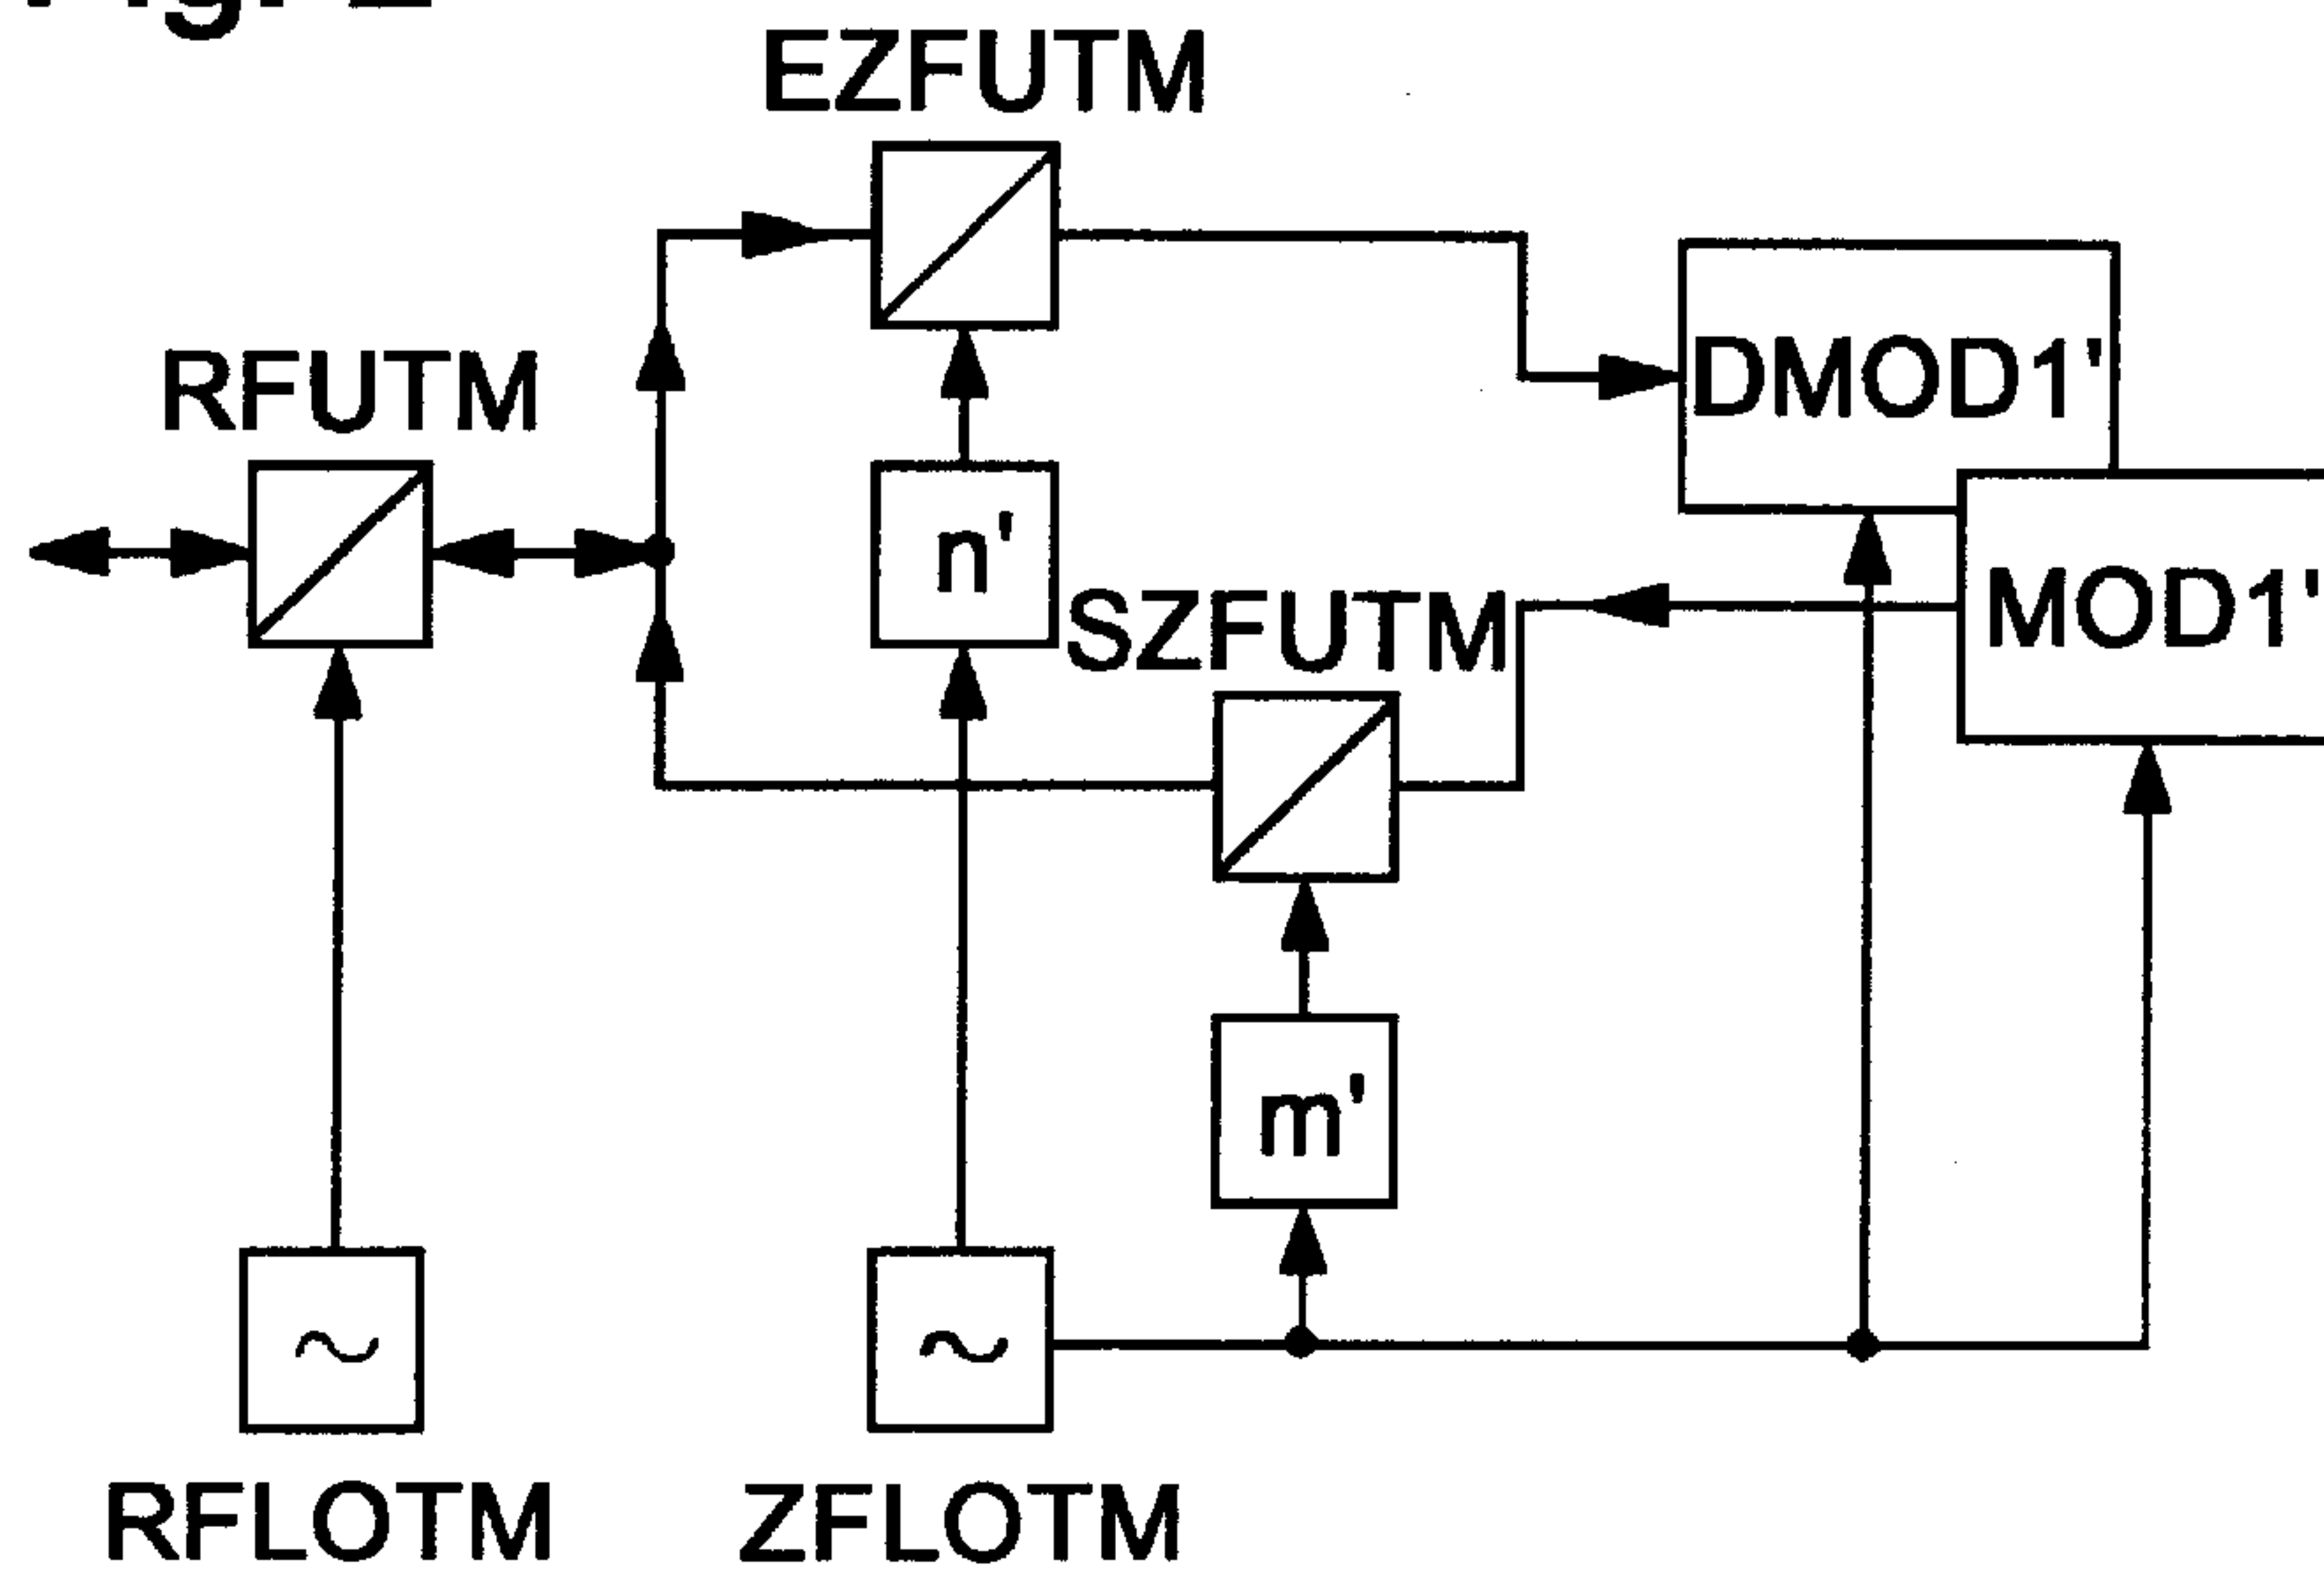 EZFUTM
RFUTM
DMOD1'
n'
SZFUTM
MOD1'
m'
~
~
RFLOTM
ZFLOTM